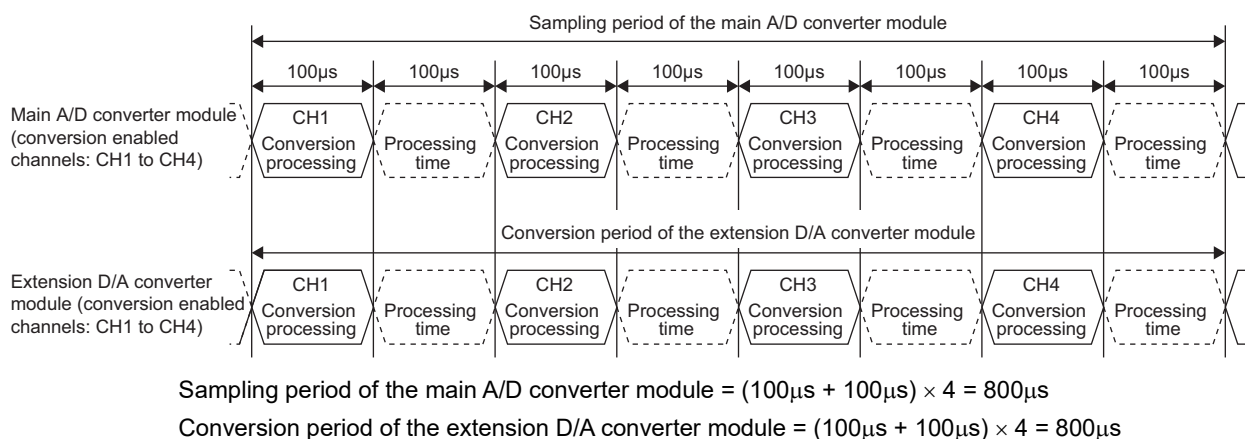 Sampling period of the main A/D converter module
100μs 100μs 100μs 100μs 100μs 100μs 100μs 100μs
Main A/D converter module
(conversion enabled
channels: CH1 to CH4)
CH1 CH2 CH3 CH4
Conversion processing Processing time Conversion processing Processing time Conversion processing Processing time Conversion processing Processing time
Conversion period of the extension D/A converter module
Extension D/A converter
module (conversion enabled
channels: CH1 to CH4)
CH1 CH2 CH3 CH4
Conversion processing Processing time Conversion processing Processing time Conversion processing Processing time Conversion processing Processing time
Sampling period of the main A/D converter module = (100μs + 100μs) × 4 = 800μs
Conversion period of the extension D/A converter module = (100μs + 100μs) × 4 = 800μs